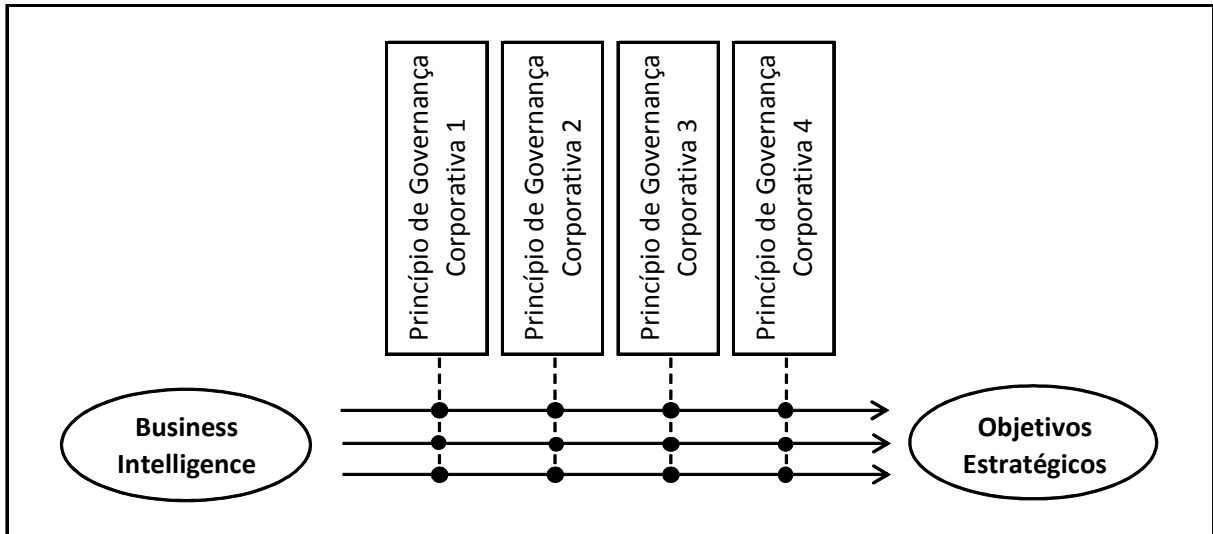 Princípio de Governança
Corporativa 1
Princípio de Governança
Corporativa 2
Princípio de Governança
Corporativa 3
Princípio de Governança
Corporativa 4
Business
Intelligence
Objetivos
Estratégicos